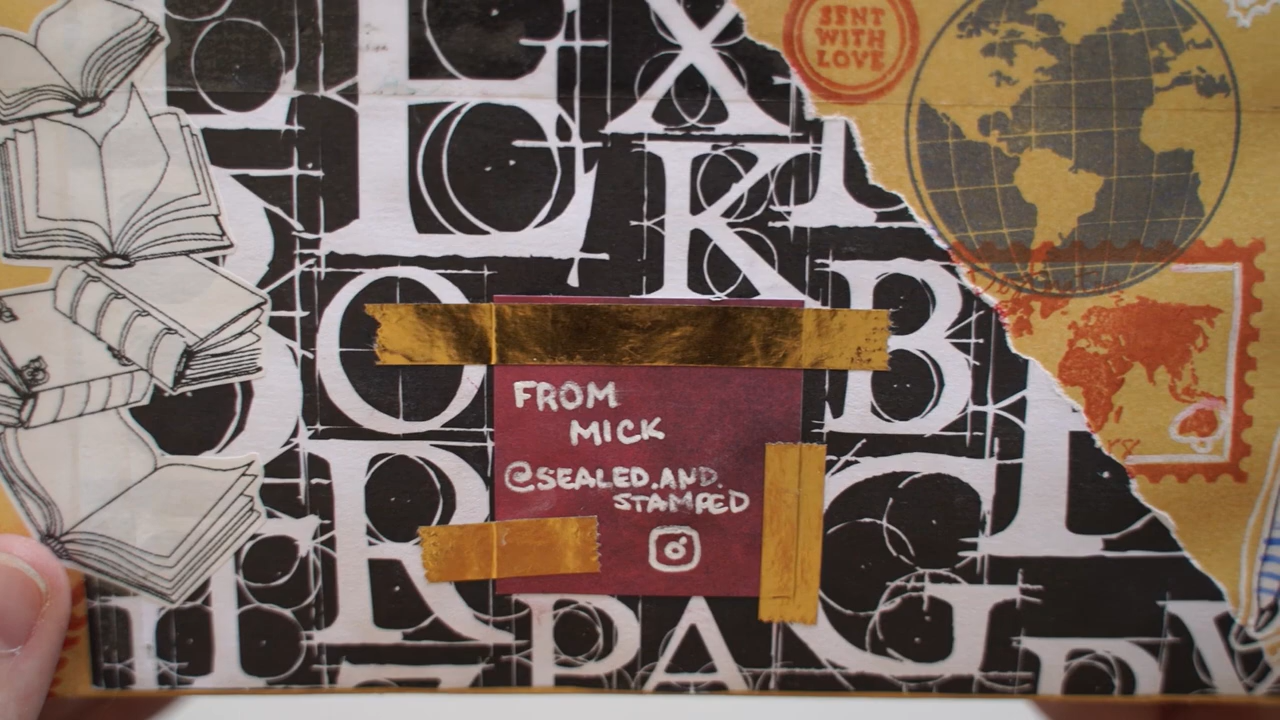 SENT
WITH
LOVE
E
X
K
O
B
R
G
P A
FROM
MICK
@SEALED.AND.
STAMPED